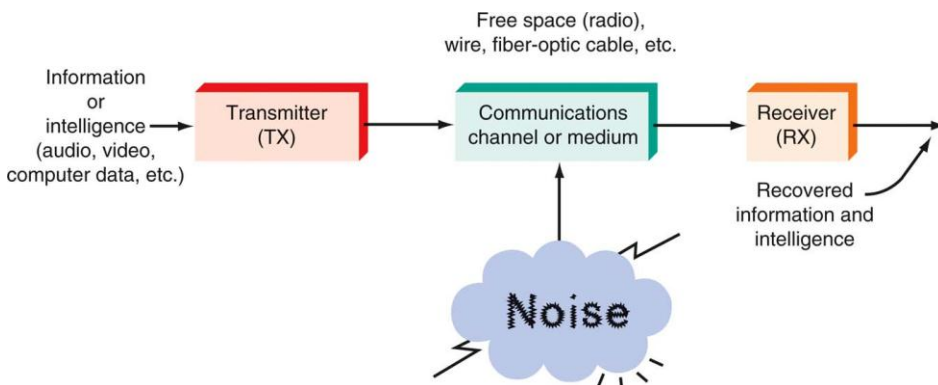 Free space (radio),
wire, fiber-optic cable, etc.
Information
or
intelligence
(audio, video,
computer data, etc.)
Transmitter
(TX)
Communications
channel or medium
Receiver
(RX)
Recovered
information and
intelligence
Noise